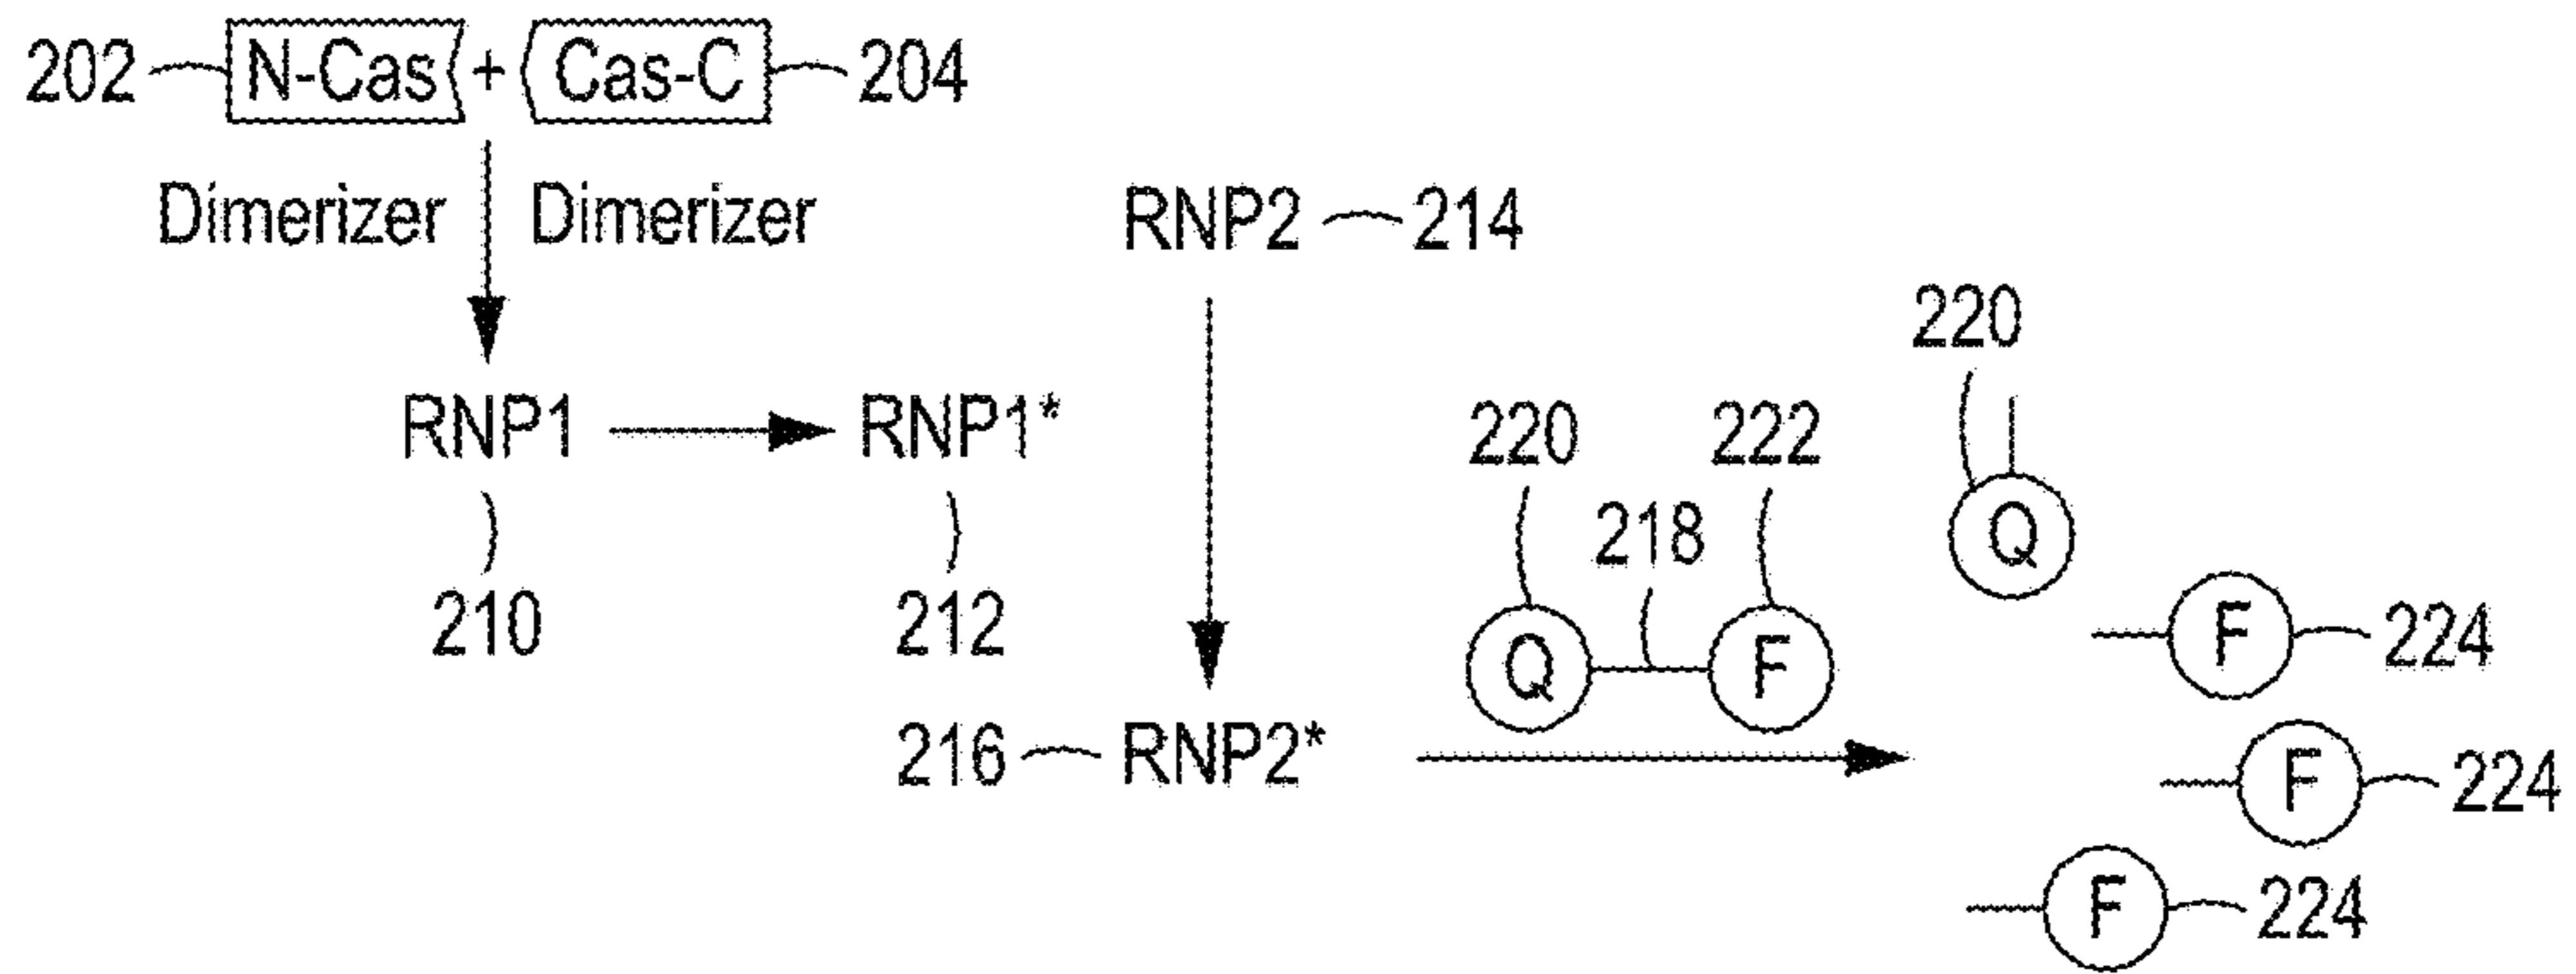 202 N-Cas + Cas-C 204
Dimerizer Dimerizer
RNP2 214
220
RNP1 RNP1* 220 222
218
Q
210 212
Q F F 224
216 RNP2* F 224
F 224